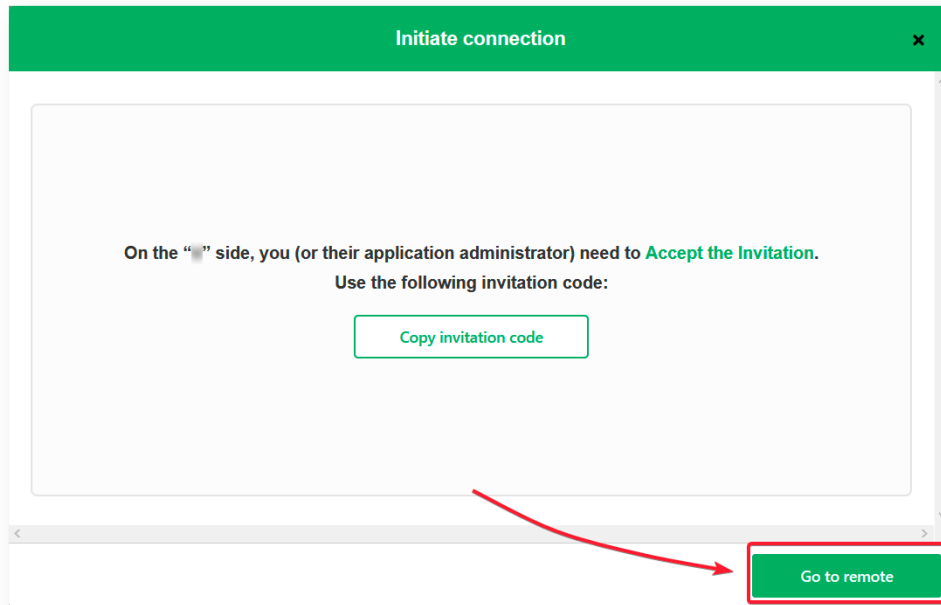 Initiate connection
On the “ ” side, you (or their application administrator) need to Accept the Invitation.
Use the following invitation code:
Copy invitation code
Go to remote